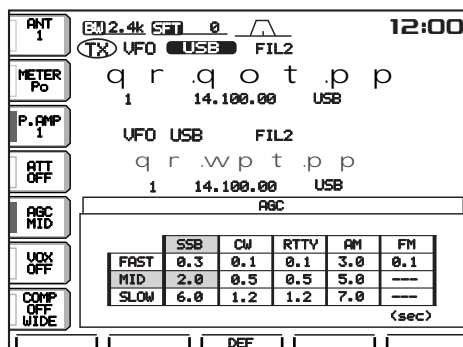 ANT
1
BW 2.4k SFT 0
12:00
TX VFO USB FIL2
METER
Po
q r .q o t .p p
1 14.100.00 USB
P.AMP
1
VFO USB FIL2
ATT
OFF
q r .w p t .p p
1 14.100.00 USB
AGC
MID
AGC
SSB CW RTTY AM FM
FAST 0.3 0.1 0.1 3.0 0.1
MID 2.0 0.5 0.5 5.0 ---
SLOW 6.0 1.2 1.2 7.0 ---
(sec)
VOX
OFF
COMP
OFF
WIDE
DEF